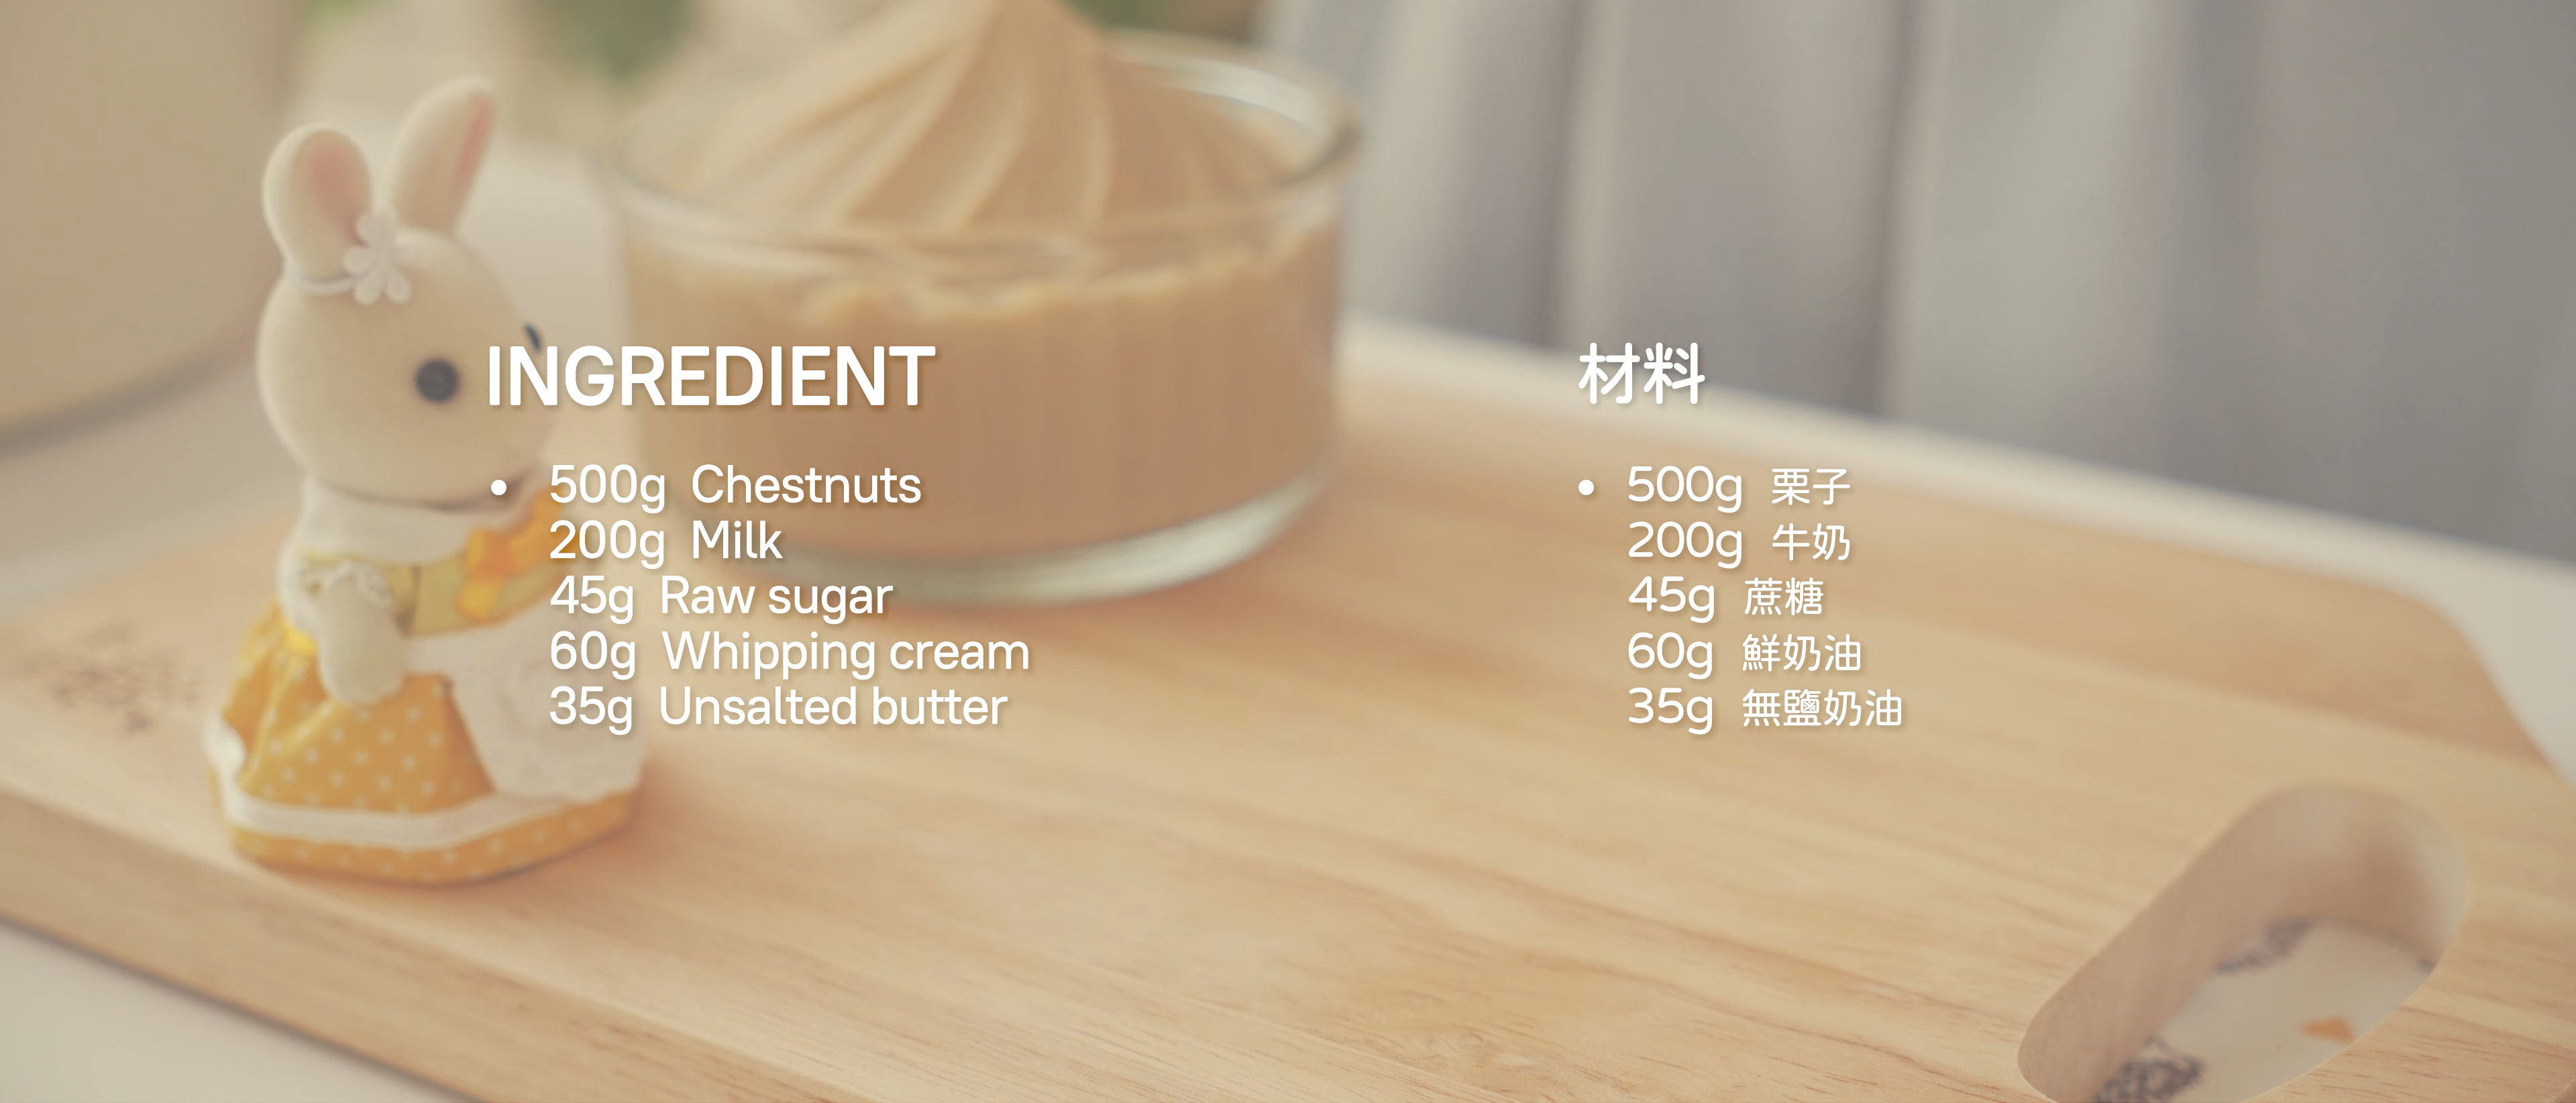 INGREDIENT
• 500g Chestnuts
200g Milk
45g Raw sugar
60g Whipping cream
35g Unsalted butter
材料
• 500g 栗子
200g 牛奶
45g 蔗糖
60g 鮮奶油
35g 無鹽奶油